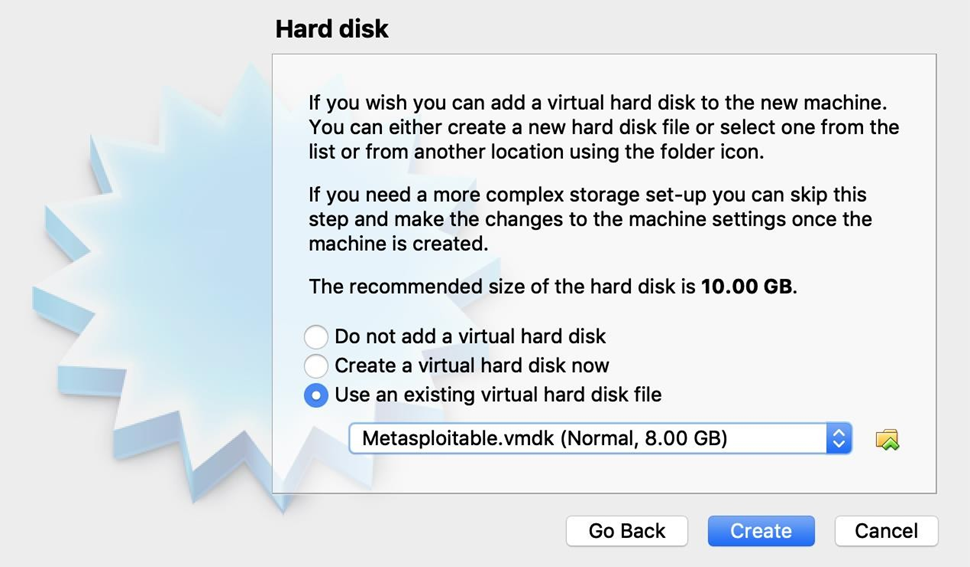 Hard disk
If you wish you can add a virtual hard disk to the new machine.
You can either create a new hard disk file or select one from the
list or from another location using the folder icon.
If you need a more complex storage set-up you can skip this
step and make the changes to the machine settings once the
machine is created.
The recommended size of the hard disk is 10.00 GB.
Do not add a virtual hard disk
Create a virtual hard disk now
Use an existing virtual hard disk file
Metasploitable.vmdk (Normal, 8.00 GB)
Go Back Create Cancel